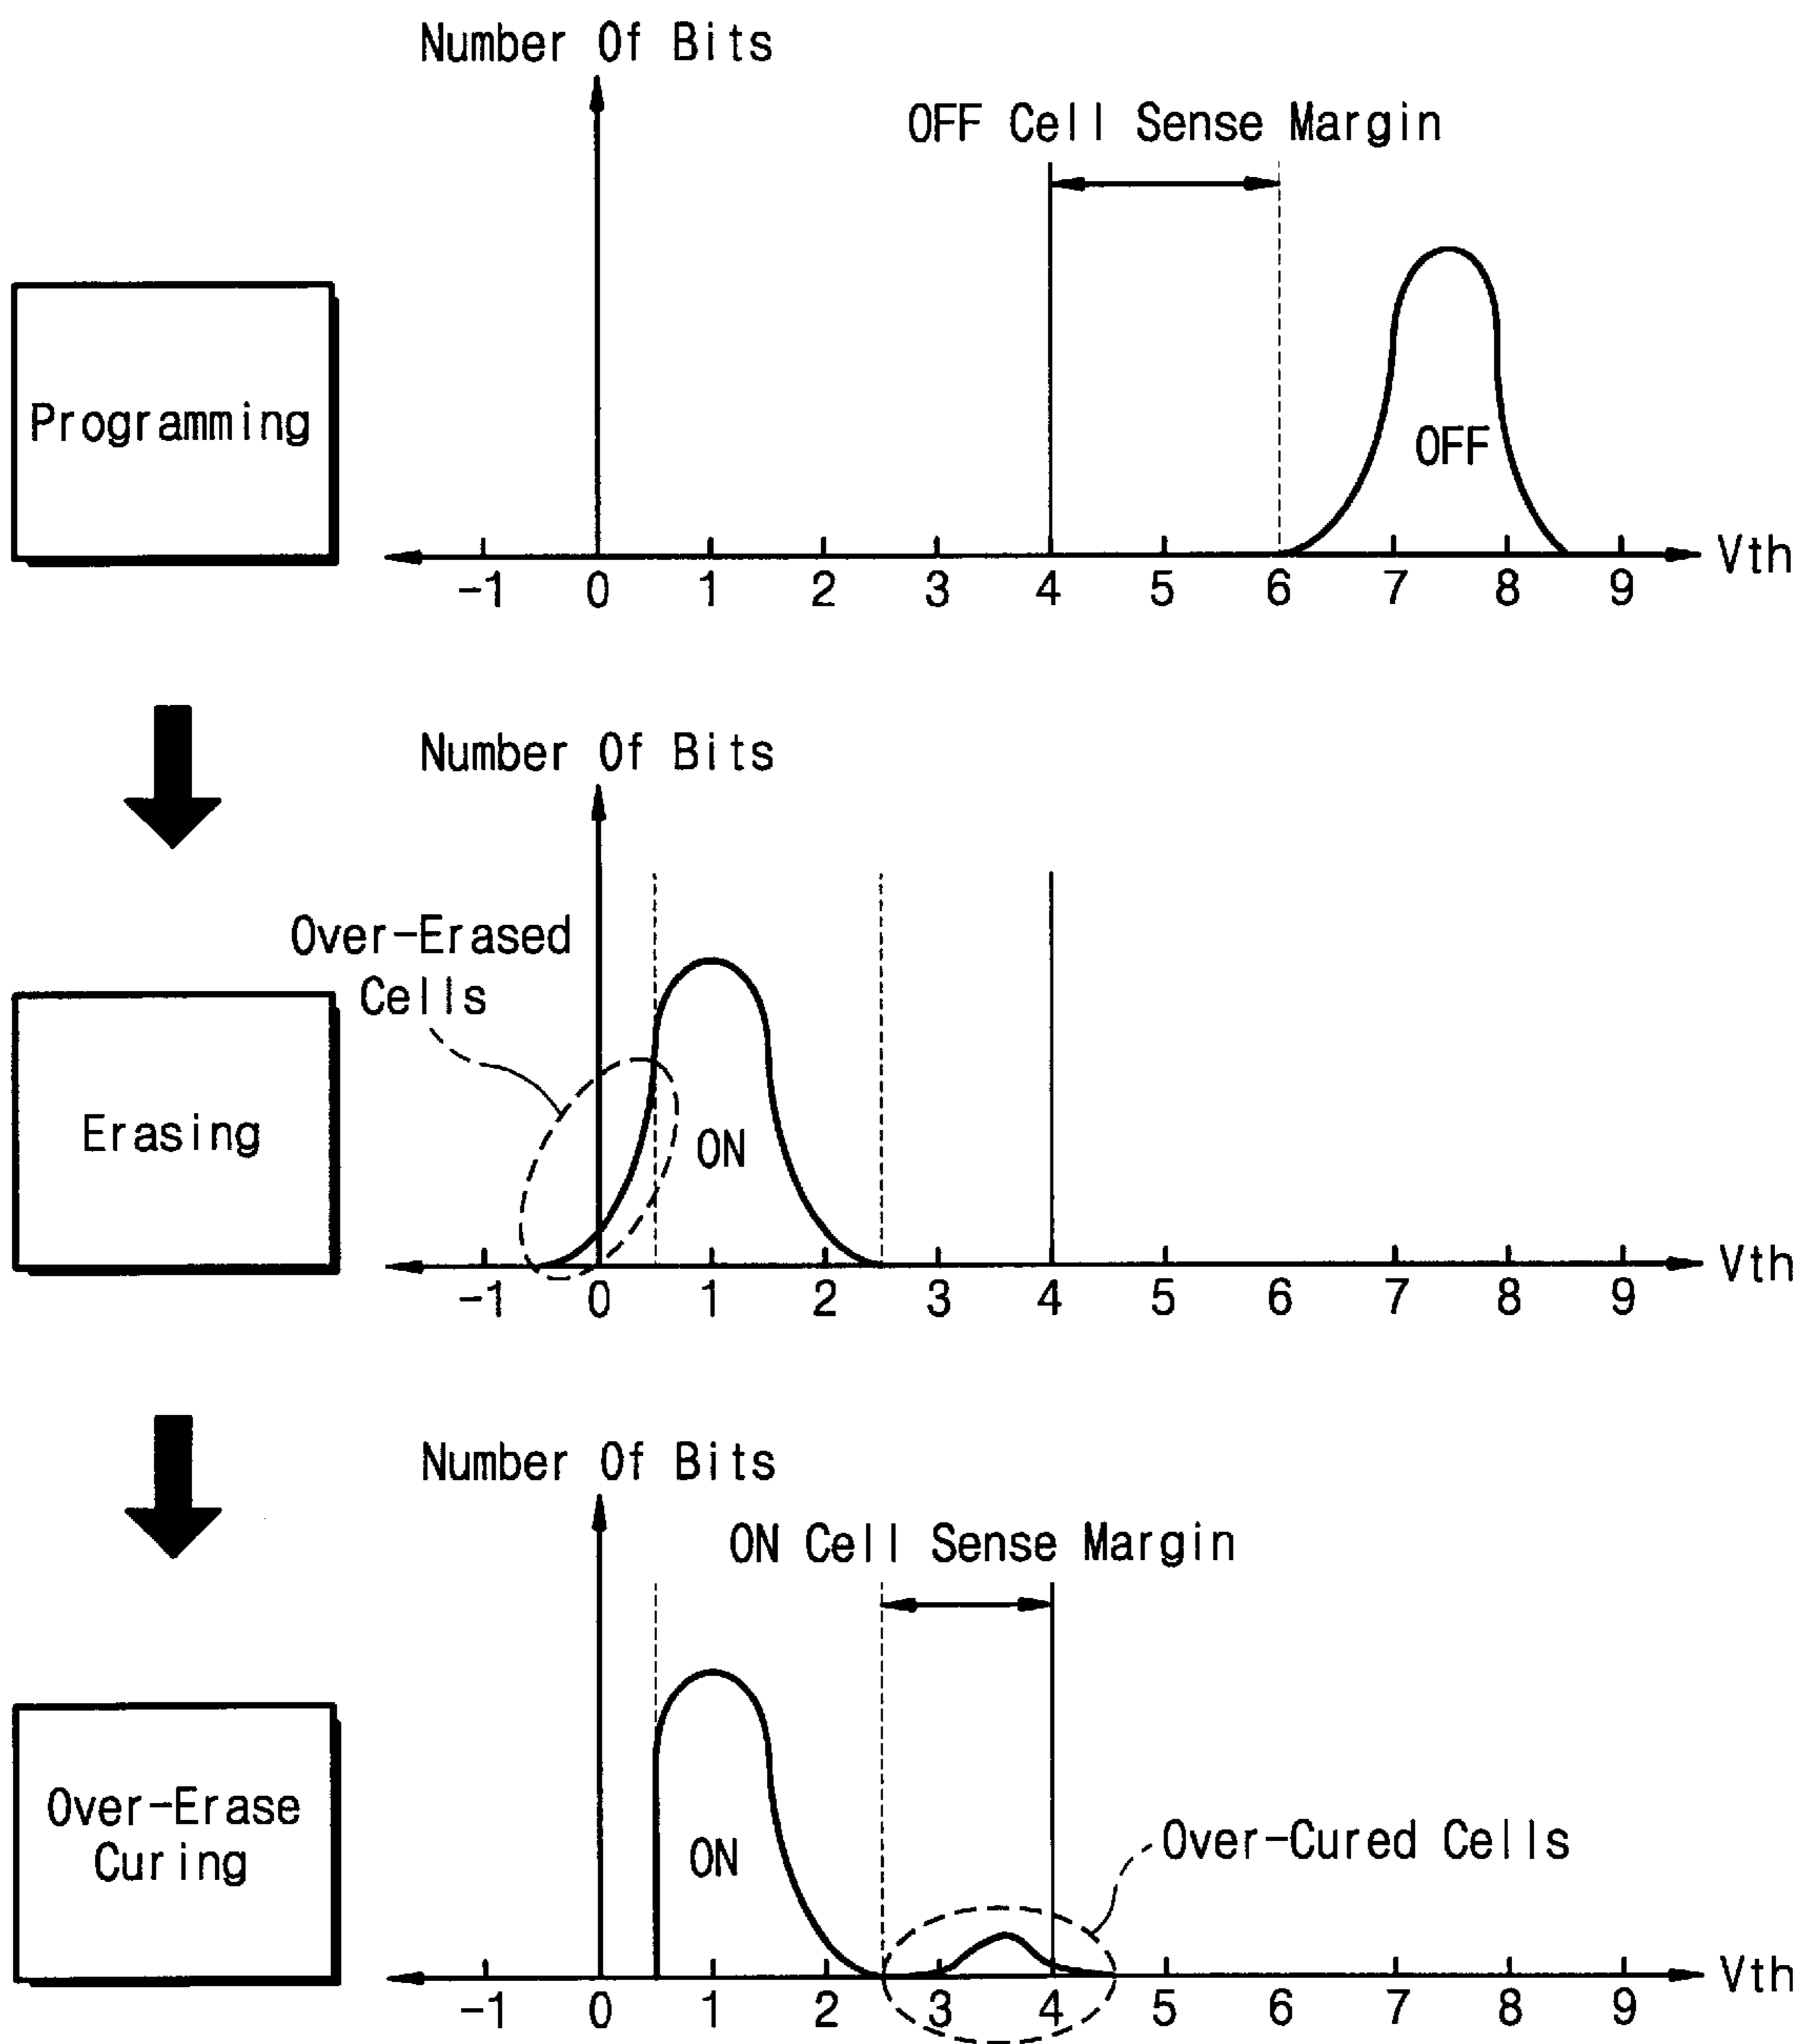 Number Of Bits
OFF Cell Sense Margin
Programming
OFF
Vth
-1 0 1 2 3 4 5 6 7 8 9
Number Of Bits
Over-Erased
Cells
Erasing
ON
Vth
-1 0 1 2 3 4 5 6 7 8 9
Number Of Bits
ON Cell Sense Margin
Over-Erase
Curing
ON
Over-Cured Cells
Vth
-1 0 1 2 3 4 5 6 7 8 9